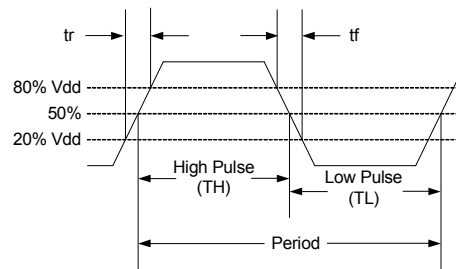 tr
tf
80% Vdd
50%
20% Vdd
High Pulse
(TH)
Low Pulse
(TL)
Period